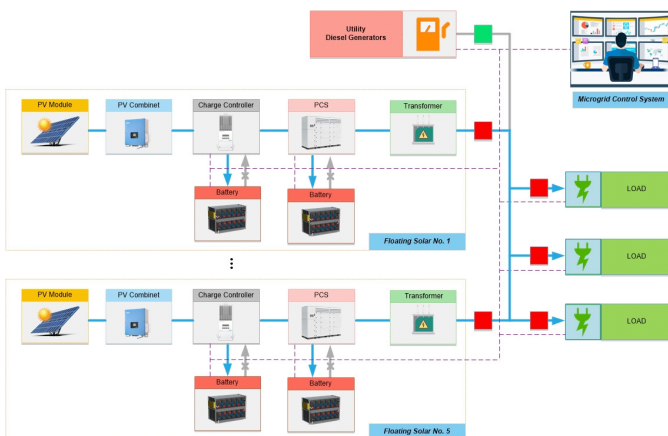 Utility
Diesel Generators
Microgrid Control System
PV Module
PV Combinet
Charge Controller
PCS
Transformer
Battery
Battery
Floating Solar No. 1
LOAD
LOAD
LOAD
PV Module
PV Combinet
Charge Controller
PCS
Transformer
Battery
Battery
Floating Solar No. 5